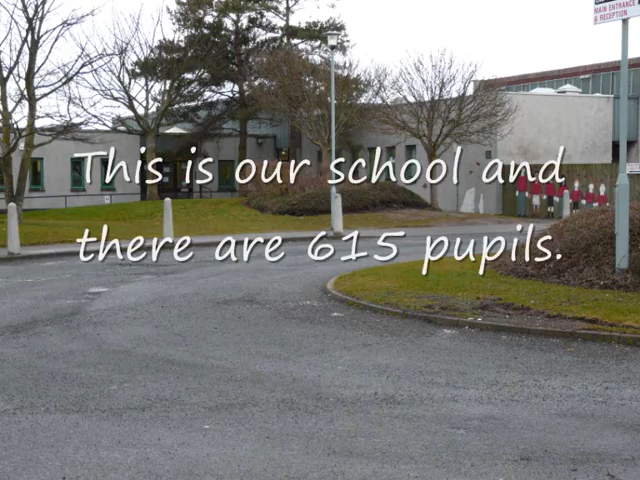 MAIN ENTRANCE
& RECEPTION
This is our school and
there are 615 pupils.